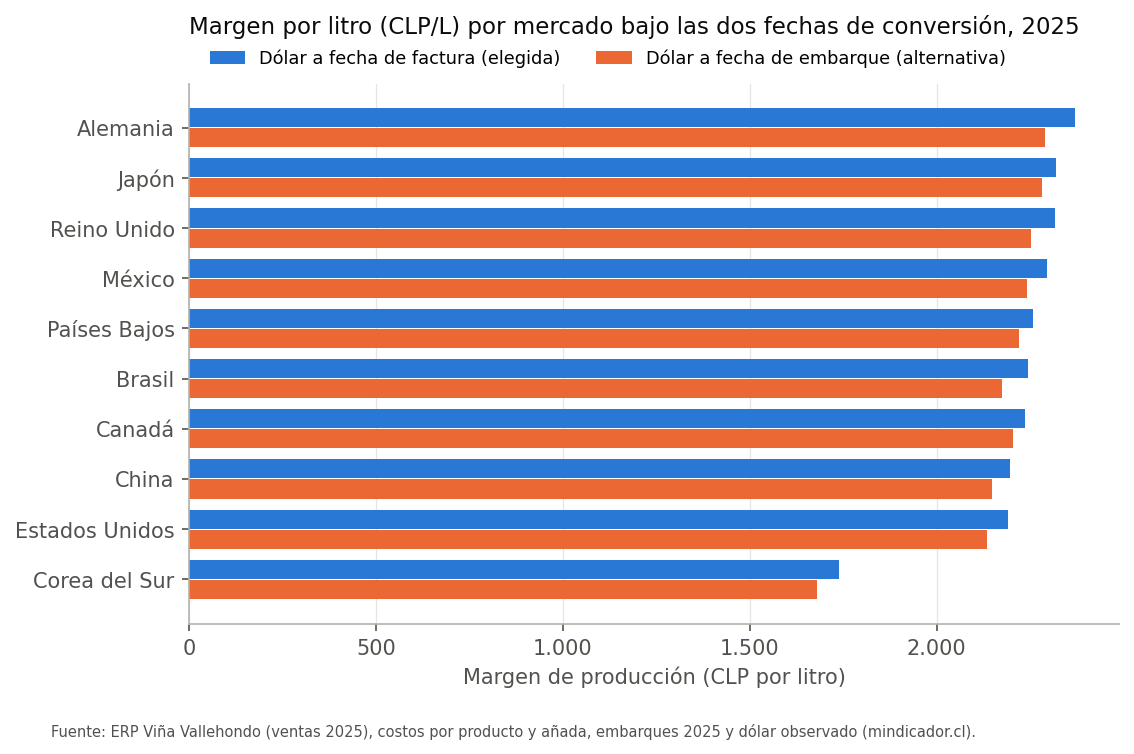 Margen por litro (CLP/L) por mercado bajo las dos fechas de conversión, 2025
Dólar a fecha de factura (elegida) Dólar a fecha de embarque (alternativa)
Alemania
Japón
Reino Unido
México
Países Bajos
Brasil
Canadá
China
Estados Unidos
Corea del Sur
0 500 1.000 1.500 2.000
Margen de producción (CLP por litro)
Fuente: ERP Viña Vallehondo (ventas 2025), costos por producto y añada, embarques 2025 y dólar observado (mindicador.cl).